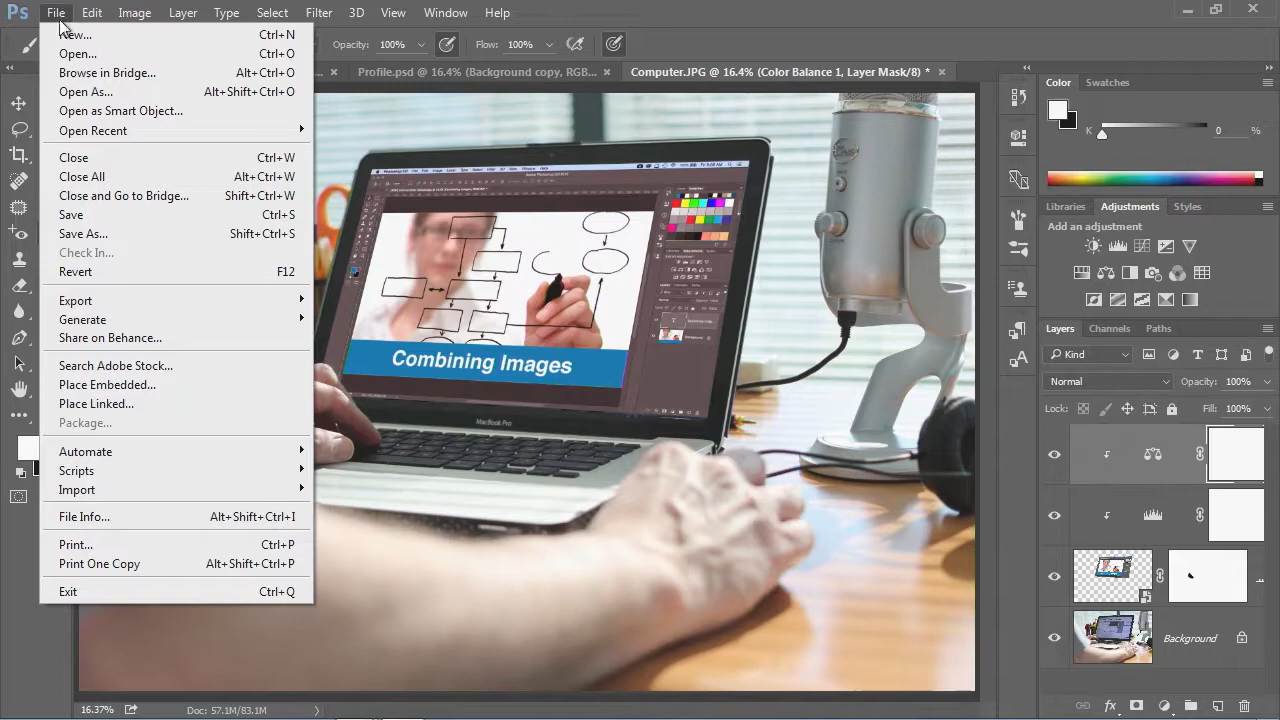 Ps File Edit Image Layer Type Select Filter 3D View Window Help
Opacity: 100% Flow: 100%
Profile.psd @ 16.4% (Background copy, RGB... × Computer.JPG @ 16.4% (Color Balance 1, Layer Mask/8) * ×
New... Ctrl+N
Open... Ctrl+O
Browse in Bridge... Alt+Ctrl+O
Open As... Alt+Shift+Ctrl+O
Open as Smart Object...
Open Recent
Close Ctrl+W
Close All Alt+Ctrl+W
Close and Go to Bridge... Shift+Ctrl+W
Save Ctrl+S
Save As... Shift+Ctrl+S
Check In...
Revert F12
Export
Generate
Share on Behance...
Search Adobe Stock...
Place Embedded...
Place Linked...
Package...
Automate
Scripts
Import
File Info... Alt+Shift+Ctrl+I
Print... Ctrl+P
Print One Copy Alt+Shift+Ctrl+P
Exit Ctrl+Q
Combining Images
MacBook Pro
Color Swatches
K 0 %
Libraries Adjustments Styles
Add an adjustment
Layers Channels Paths
Kind
Normal Opacity: 100%
Lock: Fill: 100%
Background
16.37% Doc: 57.1M/83.1M